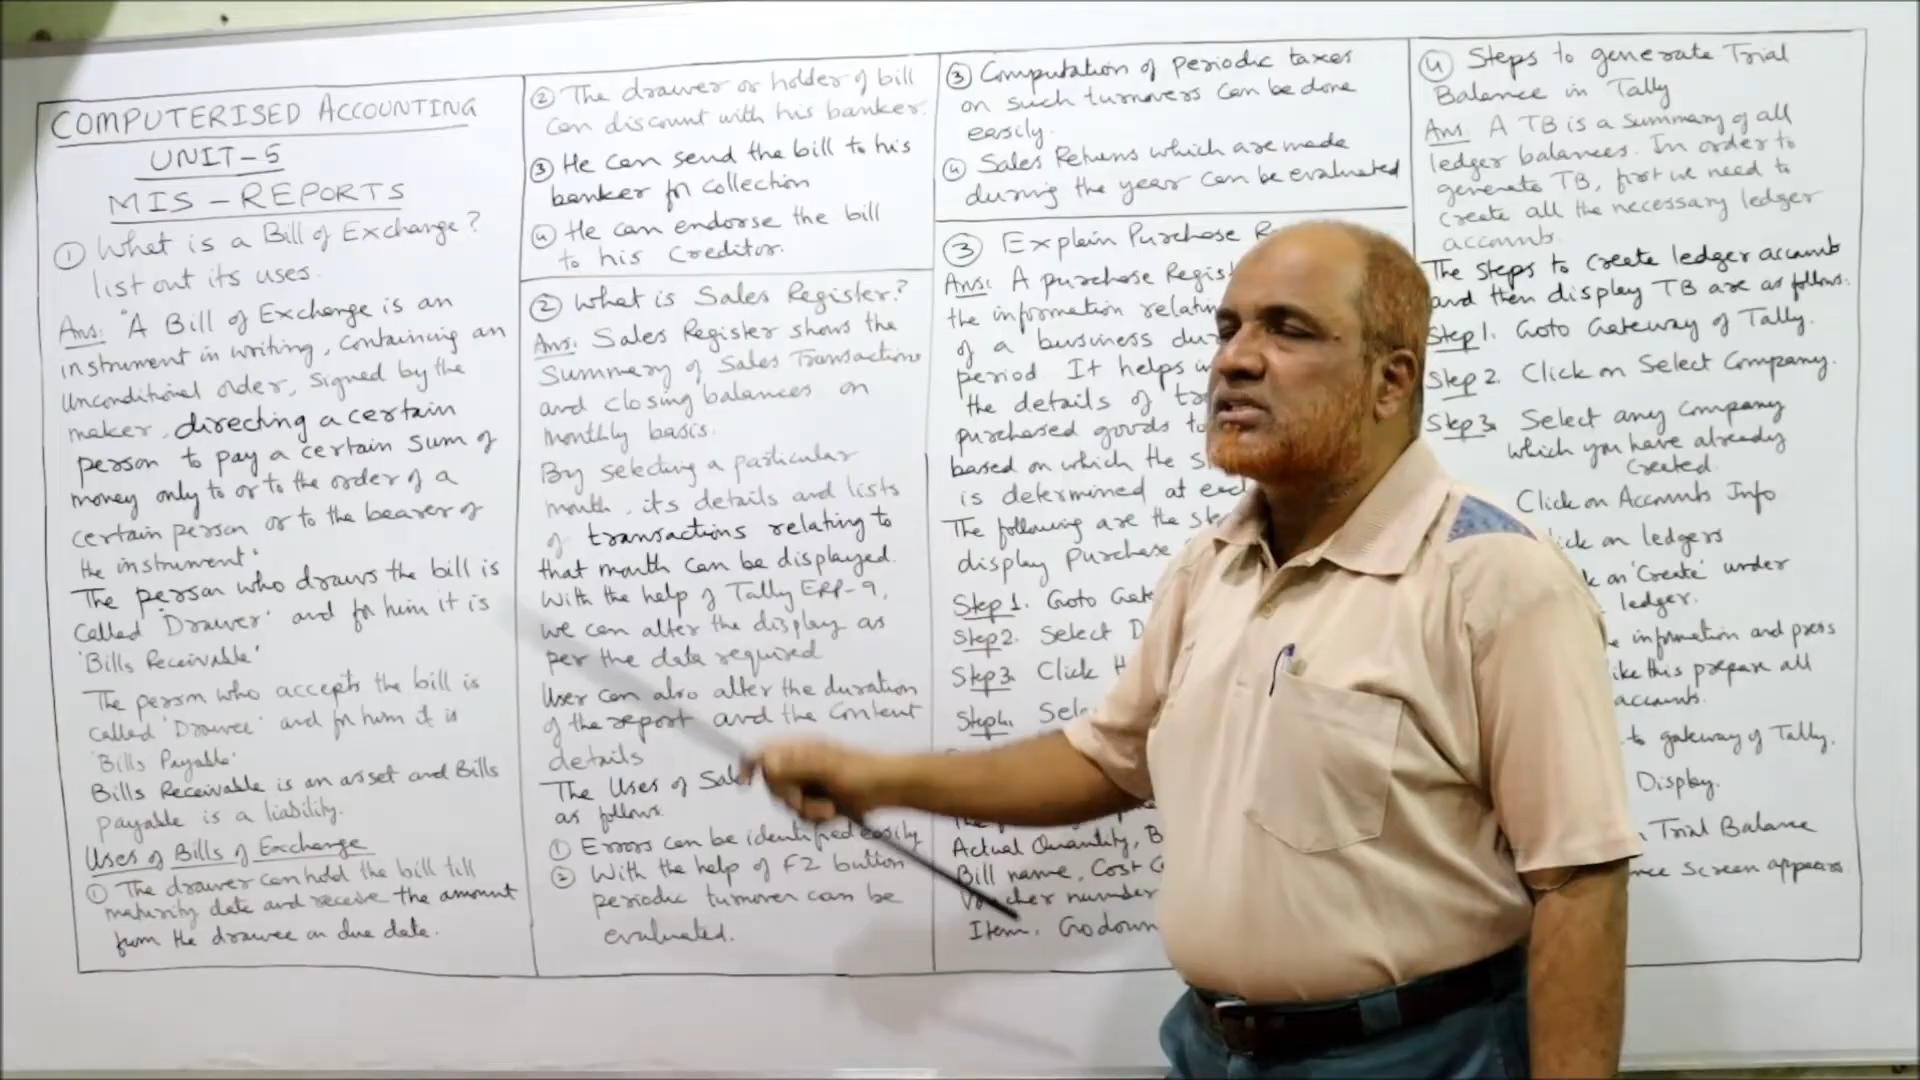 COMPUTERISED ACCOUNTING
UNIT-5
MIS-REPORTS
① What is a Bill of Exchange?
list out its uses.
Ans: "A Bill of Exchange is an
instrument in writing, containing an
Unconditional order, signed by the
maker, directing a certain
person to pay a certain sum of
money only to or to the order of a
certain person or to the bearer of
the instrument"
The person who draws the bill is
called 'Drawer' and for him it is
'Bills Receivable'
The person who accepts the bill is
called 'Drawee' and for him it is
'Bills Payable'
Bills Receivable is an asset and Bills
payable is a liability.
Uses of Bills of Exchange
① The drawer can hold the bill till
maturity date and receive the amount
from the drawee on due date.
② The drawer or holder of bill
can discount with his banker.
③ He can send the bill to his
banker for collection
④ He can endorse the bill
to his Creditor.
② What is Sales Register?
Ans: Sales Register shows the
Summary of Sales Transactions
and closing balances on
monthly basis.
By selecting a particular
month, its details and lists
of transactions relating to
that month can be displayed.
With the help of Tally ERP-9,
we can alter the display as
per the data required
User can also alter the duration
of the report and the Content
details
The Uses of Sal
as follows.
① Errors can be identified easily
② With the help of F2 button
periodic turnover can be
evaluated.
③ Computation of periodic taxes
on such turnovers can be done
easily.
④ Sales Returns which are made
during the year can be evaluated
③ Explain Purchase R
Ans: A purchase Regis
the information relatin
of a business du
period It helps in
the details of t
purchased goods to
based on which the s
is determined at eac
The following are the ste
display Purchase
Step 1. Goto Gat
Step 2. Select D
Step 3. Click
Step 4. Sel
Actual Quantity, B
Bill name, Cost C
Voucher number
Item, Godown
④ Steps to generate Trial
Balance in Tally
Ans. A TB is a summary of all
ledger balances. In order to
generate TB, first we need to
create all the necessary ledger
accounts.
The steps to create ledger accounts
and then display TB are as follows:
Step 1. Goto Gateway of Tally.
Step 2. Click on Select Company.
Step 3. Select any Company
which you have already
Created.
Click on Accounts Info
ick on ledgers
k on 'Create' under
ledger.
e information and press
ike this prepare all
accounts.
to gateway of Tally.
Display.
n Trial Balance
nce Screen appears